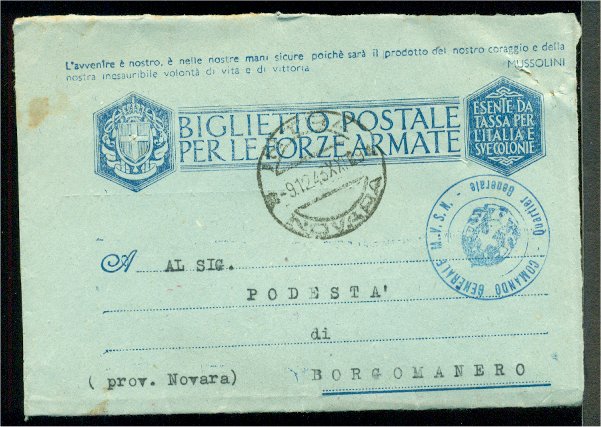 L'avvenire è nostro, è nelle nostre mani sicure poichè sarà il prodotto del nostro coraggio e della
nostra inesauribile volontà di vita e di vittoria
MUSSOLINI
BIGLIETTO POSTALE
PER LE FORZE ARMATE
ESENTE DA
TASSA PER
L'ITALIA E
SVE COLONIE
9.12.43.XX
NOVARA
- COMANDO GENERALE M.V.S.N. -
Quartier Generale
A AL SIG.
PODESTA'
di
( prov. Novara) BORGOMANERO